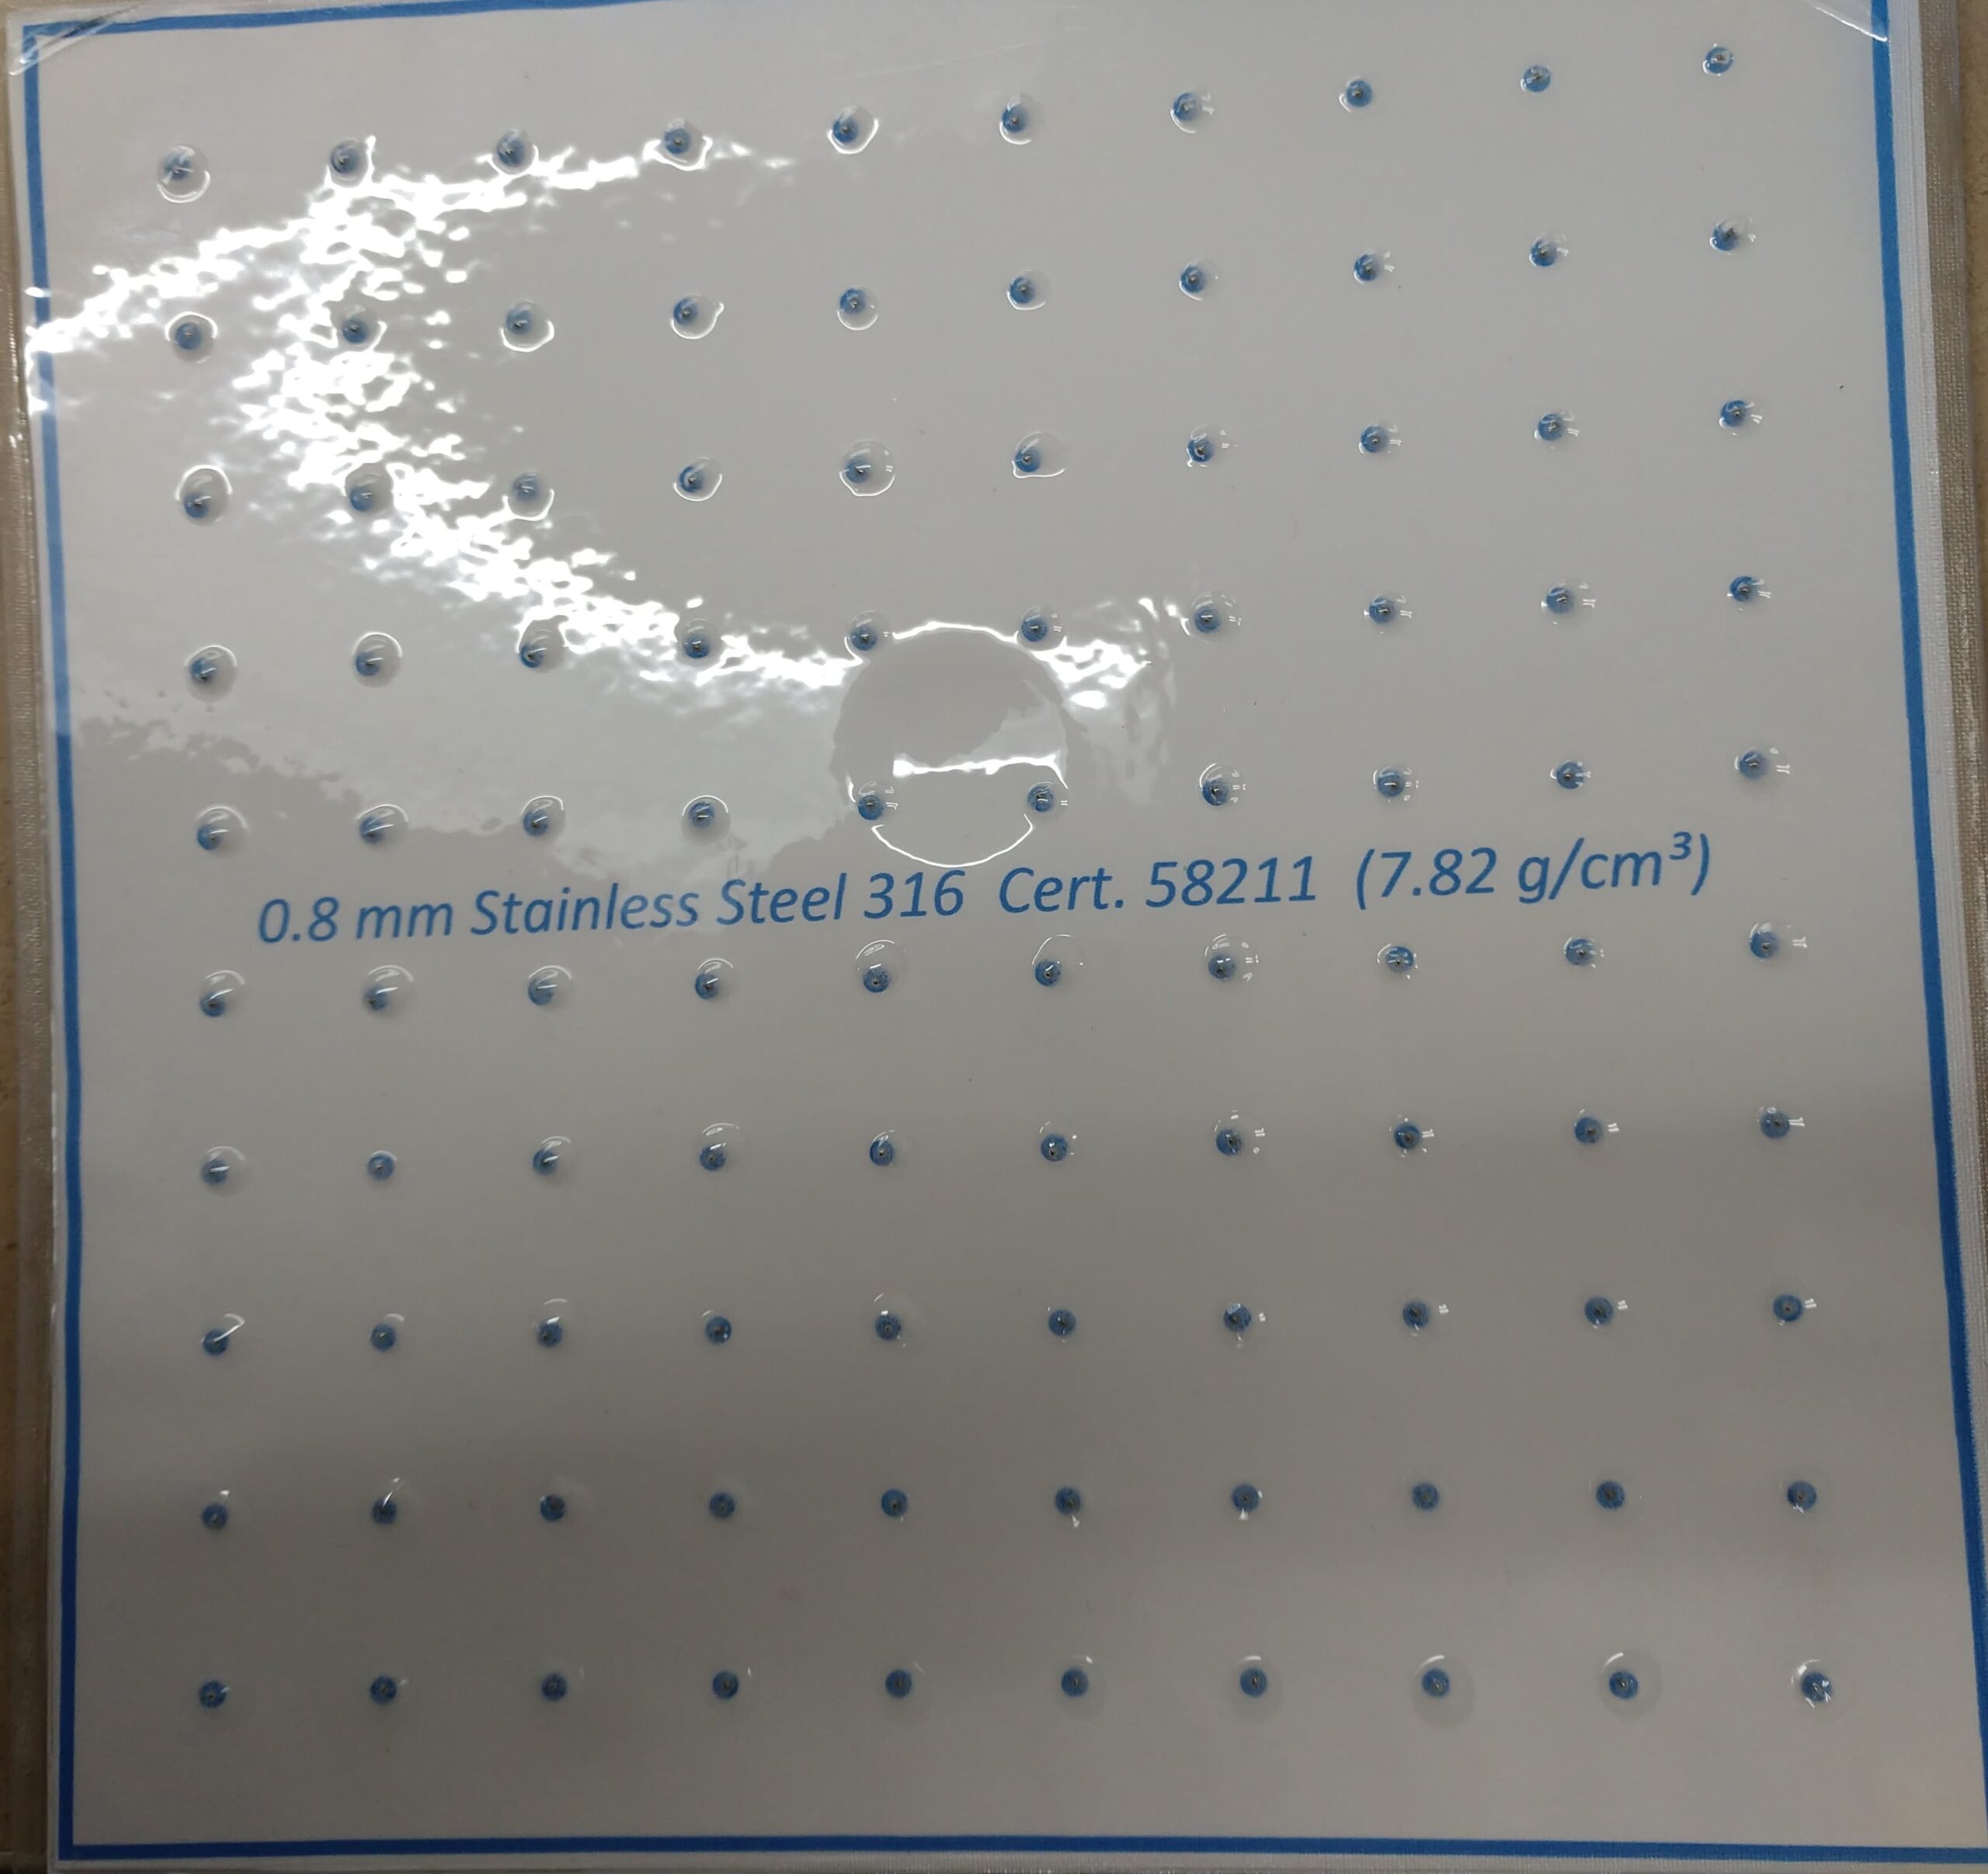 0.8 mm Stainless Steel 316 Cert. 58211 (7.82 g/cm³)